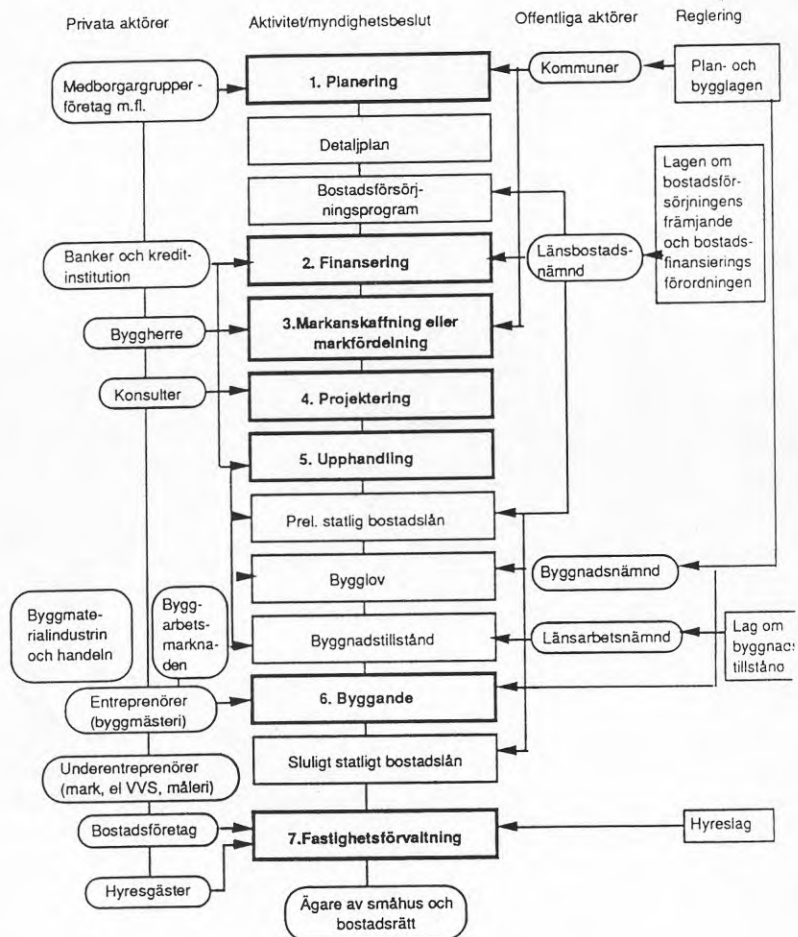 Privata aktörer
Aktivitet/myndighetsbeslut
Offentliga aktörer
Reglering
Medborgargrupper -
företag m.fl.
1. Planering
Kommuner
Plan- och
bygglagen
Detaljplan
Bostadsförsörj-
ningsprogram
Lagen om
bostadsför-
sörjningens
främjande
och bostads-
finansierings
förordningen
Banker och kredit-
institution
2. Finansering
Länsbostads-
nämnd
Byggherre
3.Markanskaffning eller
markfördelning
Konsulter
4. Projektering
5. Upphandling
Prel. statlig bostadslån
Bygglov
Byggnadsnämnd
Byggmate-
rialindustrin
och handeln
Bygg-
arbets-
markna-
den
Byggnadstillstånd
Länsarbetsnämnd
Lag om
byggnads
tillståno
Entreprenörer
(byggmästeri)
6. Byggande
Sluligt statligt bostadslån
Underentreprenörer
(mark, el VVS, måleri)
Bostadsföretag
7.Fastighetsförvaltning
Hyreslag
Hyresgäster
Ägare av småhus och
bostadsrätt